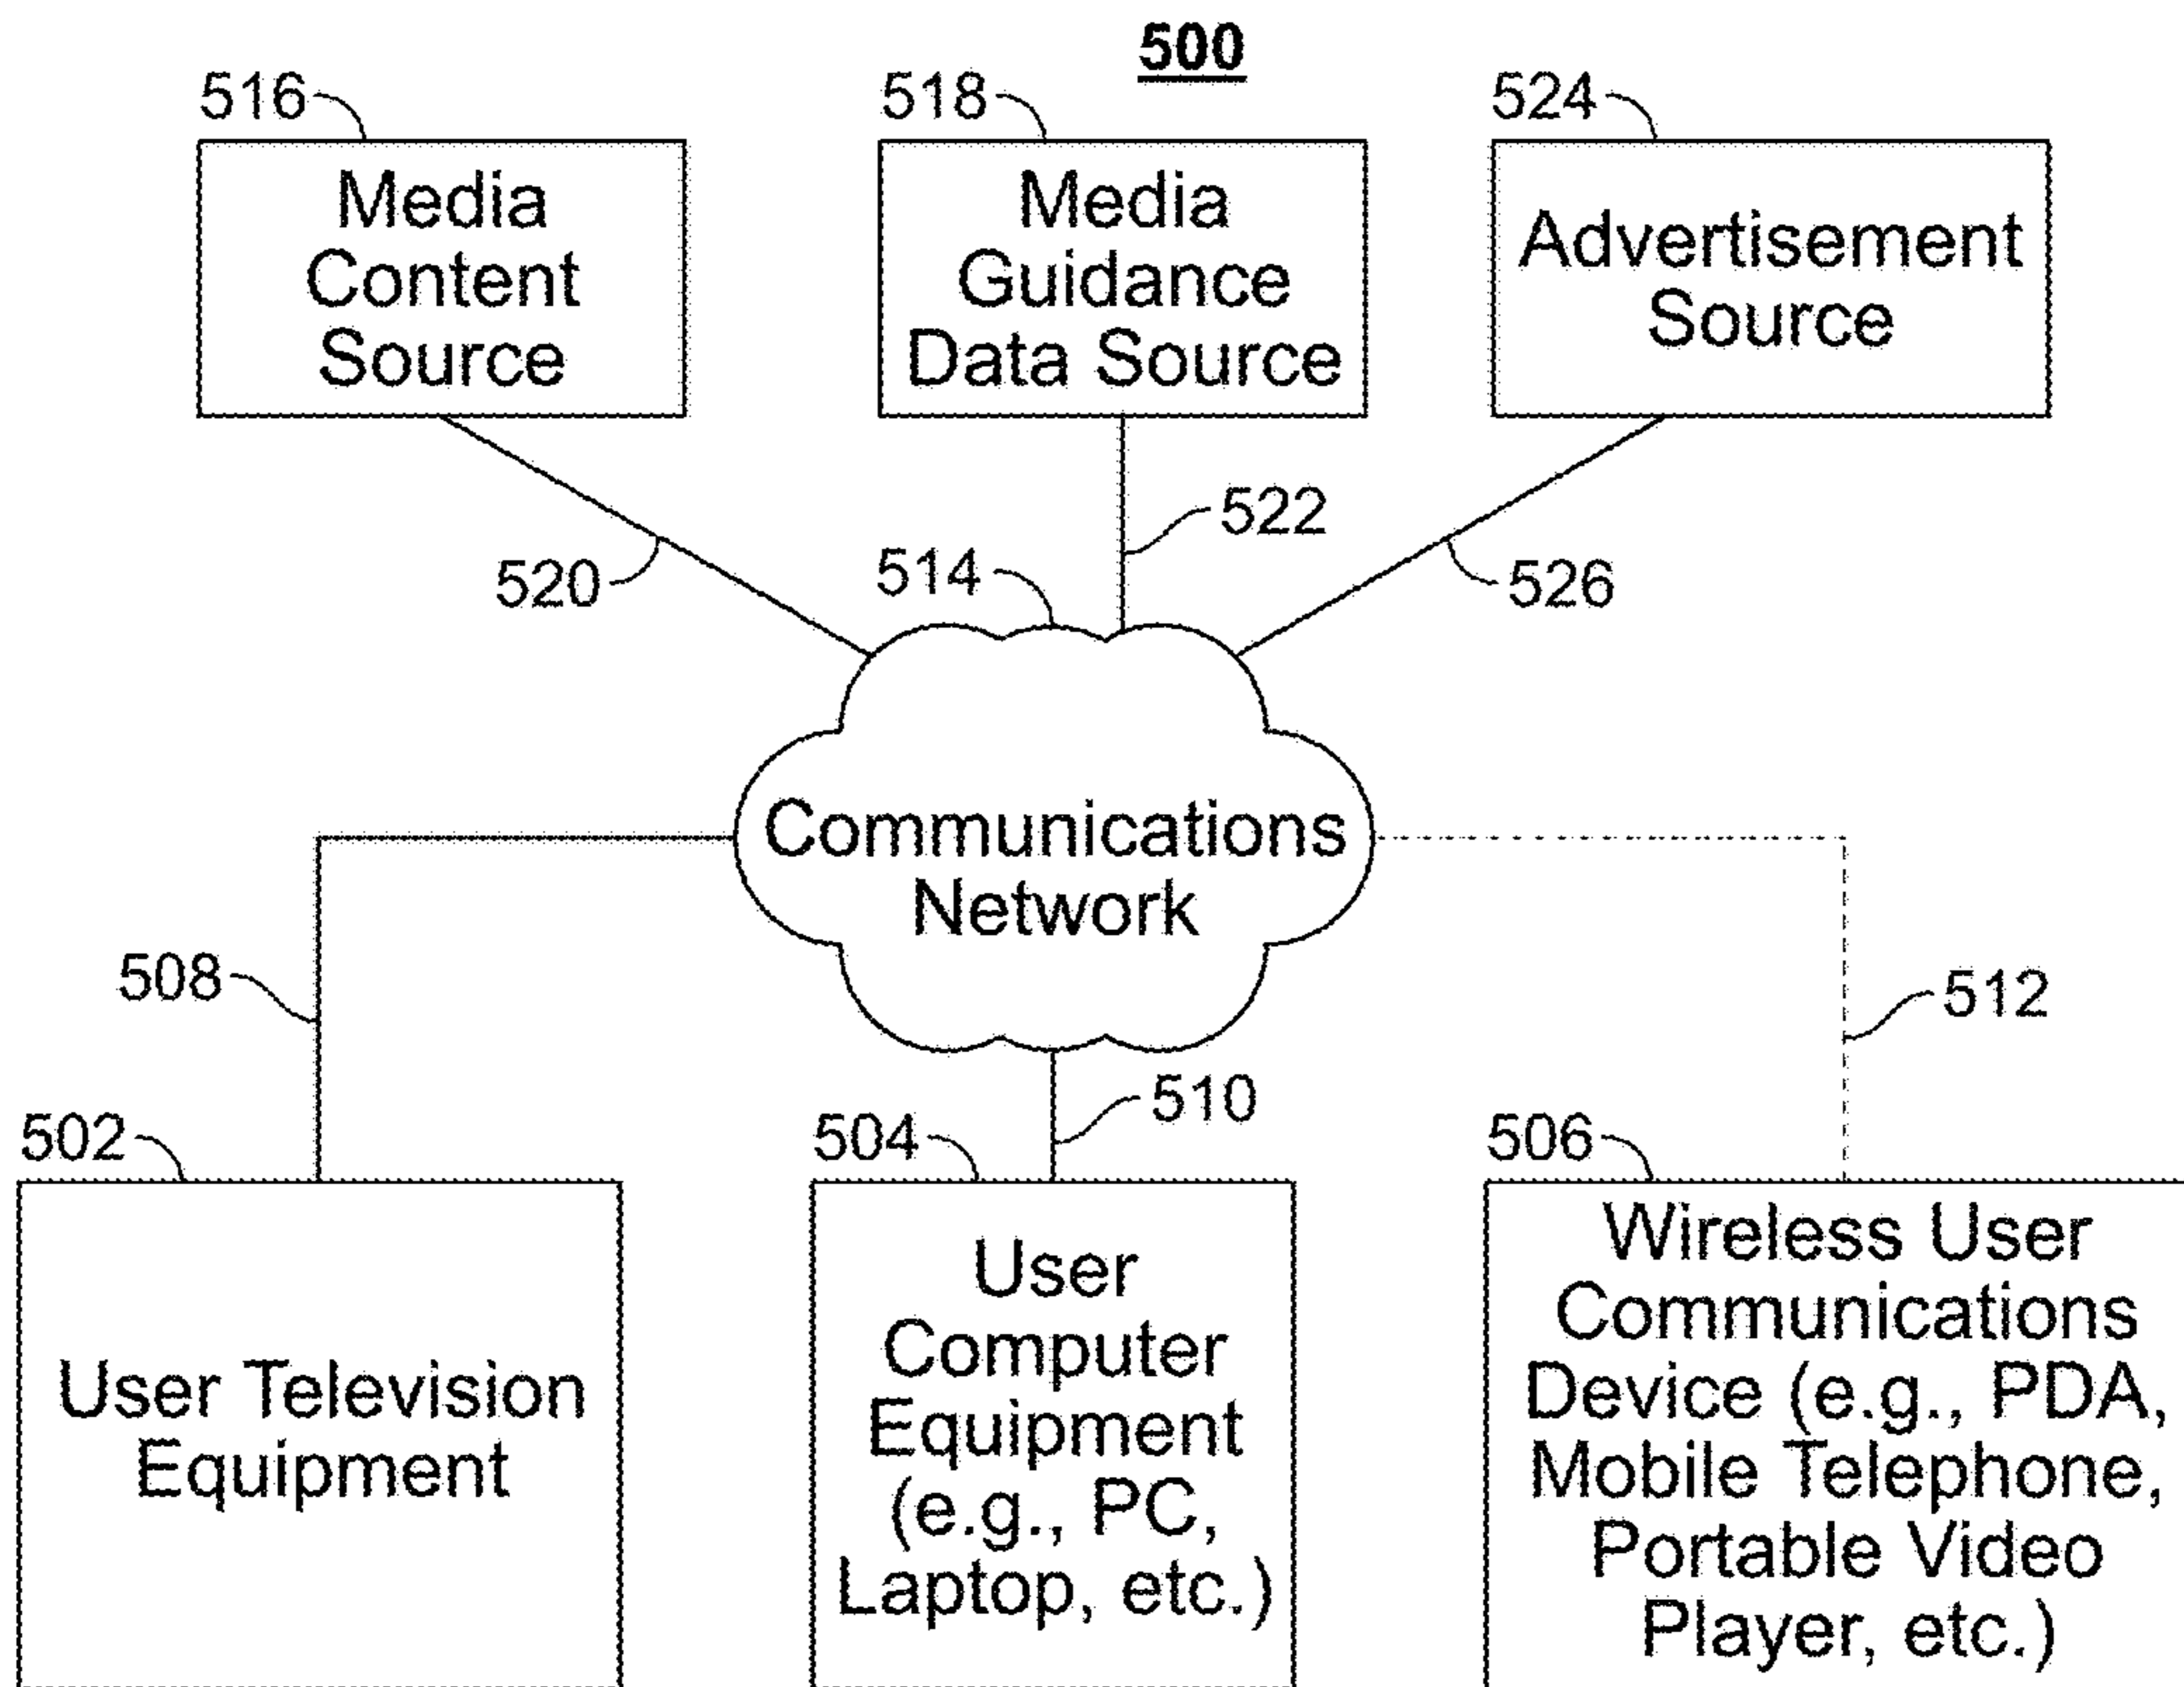 500
516
518
524
Media
Content
Source
Media
Guidance
Data Source
Advertisement
Source
520
522
526
514
Communications
Network
508
512
510
502
504
506
User Television
Equipment
User
Computer
Equipment
(e.g., PC,
Laptop, etc.)
Wireless User
Communications
Device (e.g., PDA,
Mobile Telephone,
Portable Video
Player, etc.)